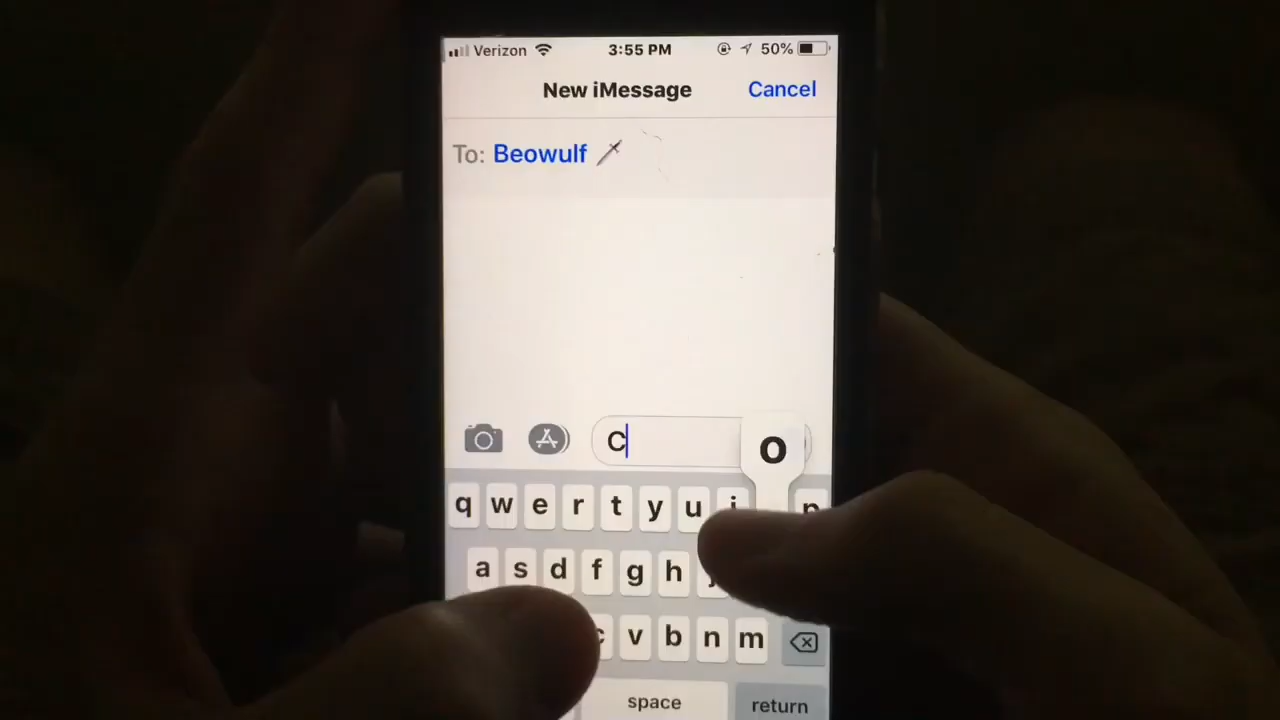 Verizon 3:55 PM 50%
New iMessage Cancel
To: Beowulf
C
o
q w e r t y u i p
a s d f g h j
c v b n m
space return